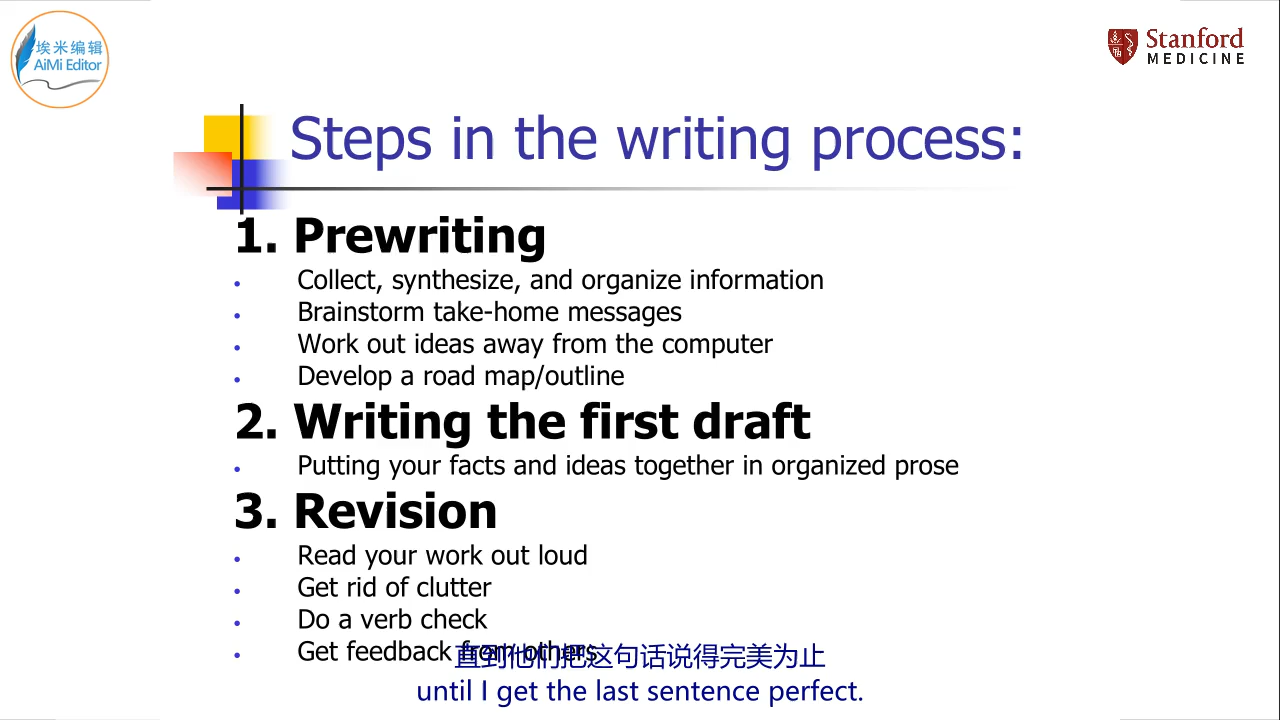 埃米编辑
AiMi Editor
Stanford
MEDICINE
Steps in the writing process:
1. Prewriting
• Collect, synthesize, and organize information
• Brainstorm take-home messages
• Work out ideas away from the computer
• Develop a road map/outline
2. Writing the first draft
• Putting your facts and ideas together in organized prose
3. Revision
• Read your work out loud
• Get rid of clutter
• Do a verb check
• Get feedback from others
直到他们把这句话说得完美为止
until I get the last sentence perfect.